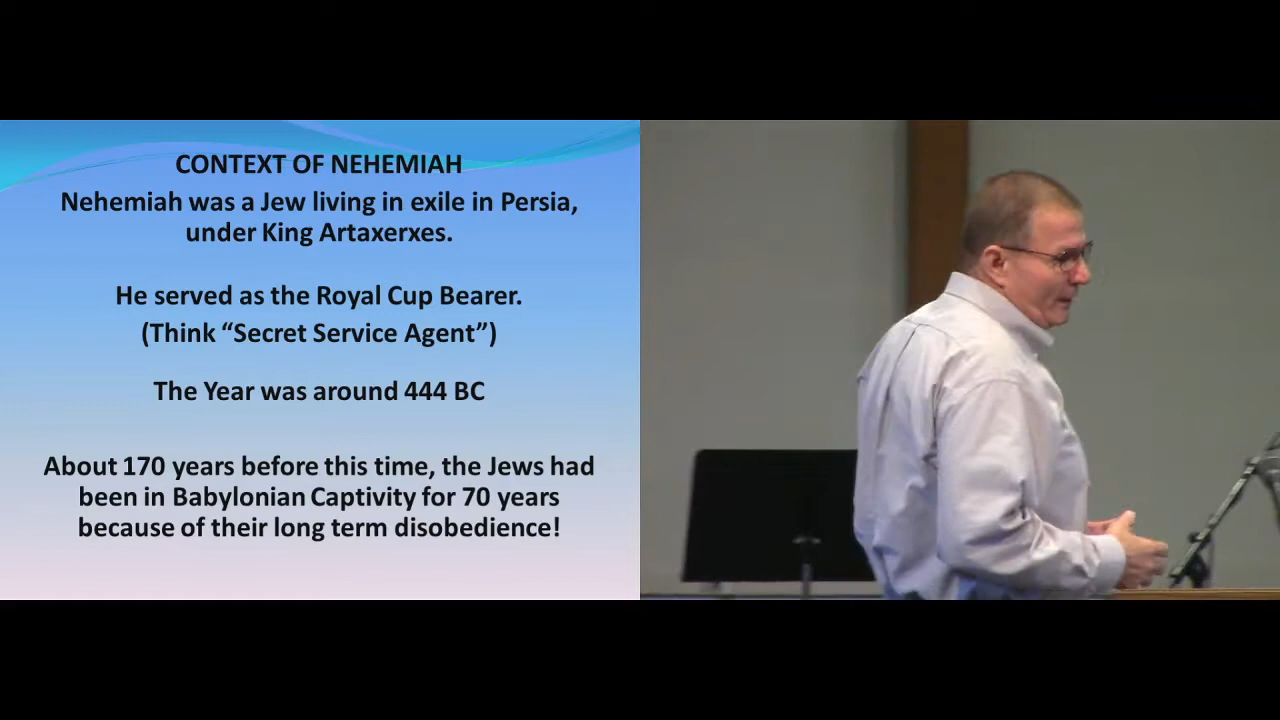 CONTEXT OF NEHEMIAH
Nehemiah was a Jew living in exile in Persia,
under King Artaxerxes.
He served as the Royal Cup Bearer.
(Think “Secret Service Agent”)
The Year was around 444 BC
About 170 years before this time, the Jews had
been in Babylonian Captivity for 70 years
because of their long term disobedience!